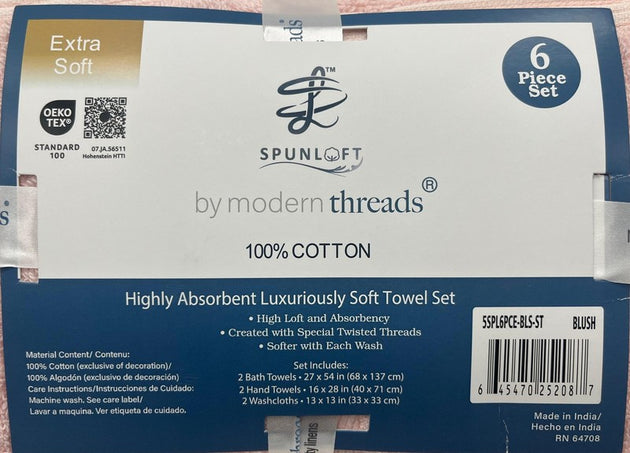 ds
Extra
Soft
6
Piece
Set
OEKO
TEX®
STANDARD
100
07.JA.56511
Hohenstein HTTI
™
SPUNLOFT
by modern threads®
100% COTTON
s
Highly Absorbent Luxuriously Soft Towel Set
• High Loft and Absorbency
• Created with Special Twisted Threads
• Softer with Each Wash
Material Content/ Contenu:
100% Cotton (exclusive of decoration)/
100% Algodón (exclusivo de decoración)
Care Instructions/Instrucciones de Cuidado:
Machine wash. See care label/
Lavar a maquina. Ver etiqueta de cuidado.
Set Includes:
2 Bath Towels • 27 x 54 in (68 x 137 cm)
2 Hand Towels • 16 x 28 in (40 x 71 cm)
2 Washcloths • 13 x 13 in (33 x 33 cm)
5SPL6PCE-BLS-ST BLUSH
6 45470 25208 7
Made in India/
Hecho en India
RN 64708
hrea
ty linens